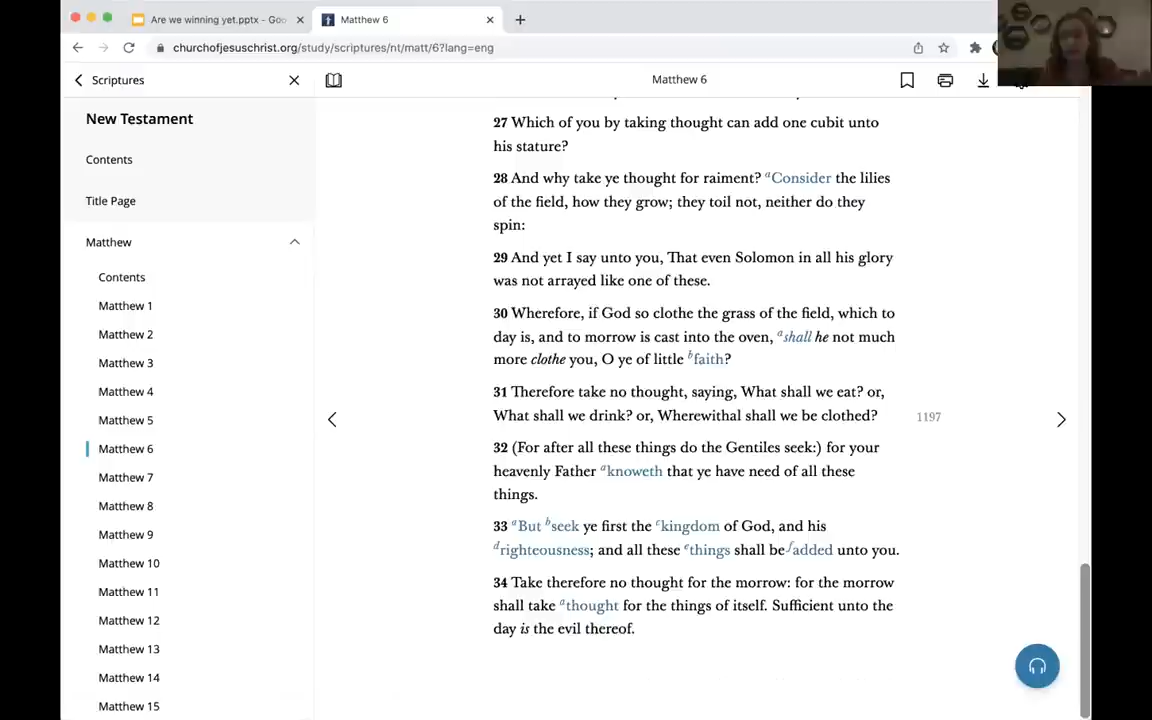 Are we winning yet.pptx - Goo
Matthew 6
churchofjesuschrist.org/study/scriptures/nt/matt/6?lang=eng
Scriptures
Matthew 6
New Testament
Contents
Title Page
Matthew
Contents
Matthew 1
Matthew 2
Matthew 3
Matthew 4
Matthew 5
Matthew 6
Matthew 7
Matthew 8
Matthew 9
Matthew 10
Matthew 11
Matthew 12
Matthew 13
Matthew 14
Matthew 15
27 Which of you by taking thought can add one cubit unto
his stature?
28 And why take ye thought for raiment? aConsider the lilies
of the field, how they grow; they toil not, neither do they
spin:
29 And yet I say unto you, That even Solomon in all his glory
was not arrayed like one of these.
30 Wherefore, if God so clothe the grass of the field, which to
day is, and to morrow is cast into the oven, ashall he not much
more clothe you, O ye of little bfaith?
31 Therefore take no thought, saying, What shall we eat? or,
What shall we drink? or, Wherewithal shall we be clothed?
1197
32 (For after all these things do the Gentiles seek:) for your
heavenly Father aknoweth that ye have need of all these
things.
33 aBut bseek ye first the ckingdom of God, and his
drighteousness; and all these ethings shall be fadded unto you.
34 Take therefore no thought for the morrow: for the morrow
shall take athought for the things of itself. Sufficient unto the
day is the evil thereof.